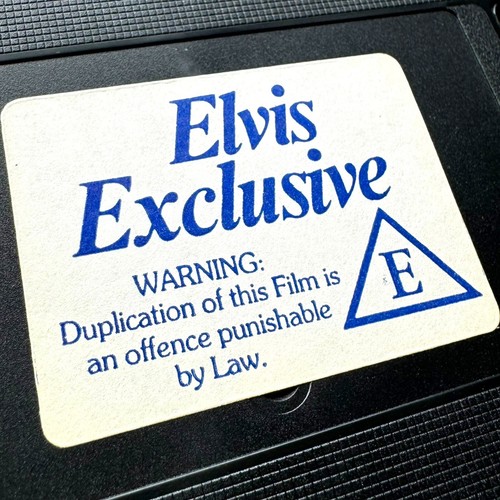 Elvis
Exclusive
WARNING:
Duplication of this Film is
an offence punishable
by Law.
E